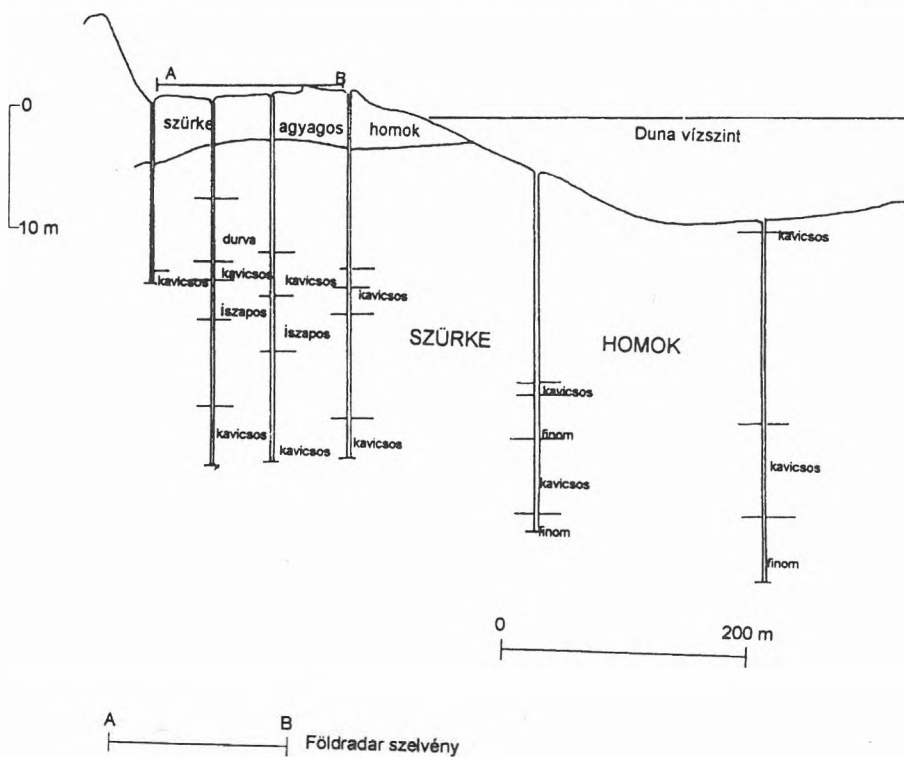 A B
0
szürke agyagos homok
Duna vízszint
10 m
kavicsos
durva
kavicsos kavicsos kavicsos
kavicsos
iszapos
iszapos
SZÜRKE HOMOK
kavicsos
finom
kavicsos kavicsos kavicsos
kavicsos kavicsos
finom
finom
0 200 m
A B
Földradar szelvény